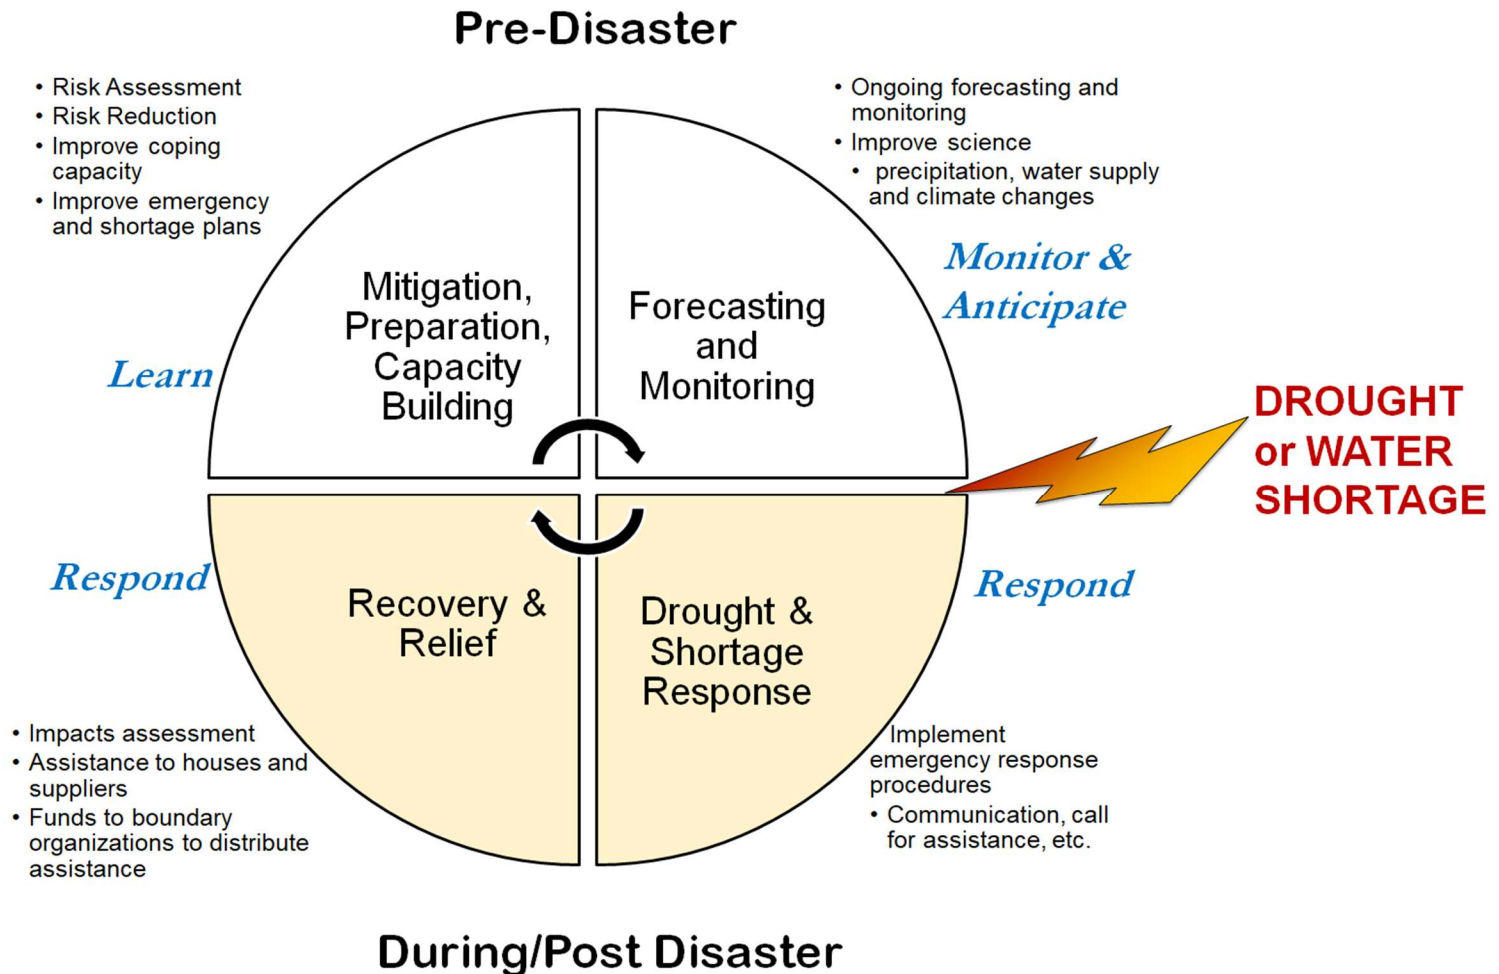 Pre-Disaster
• Risk Assessment
• Risk Reduction
• Improve coping
capacity
• Improve emergency
and shortage plans
• Ongoing forecasting and
monitoring
• Improve science
• precipitation, water supply
and climate changes
Mitigation,
Preparation,
Capacity
Building
Forecasting
and
Monitoring
Monitor &
Anticipate
Learn
DROUGHT
or WATER
SHORTAGE
Respond
Recovery &
Relief
Drought &
Shortage
Response
Respond
• Impacts assessment
• Assistance to houses and
suppliers
• Funds to boundary
organizations to distribute
assistance
Implement
emergency response
procedures
• Communication, call
for assistance, etc.
During/Post Disaster